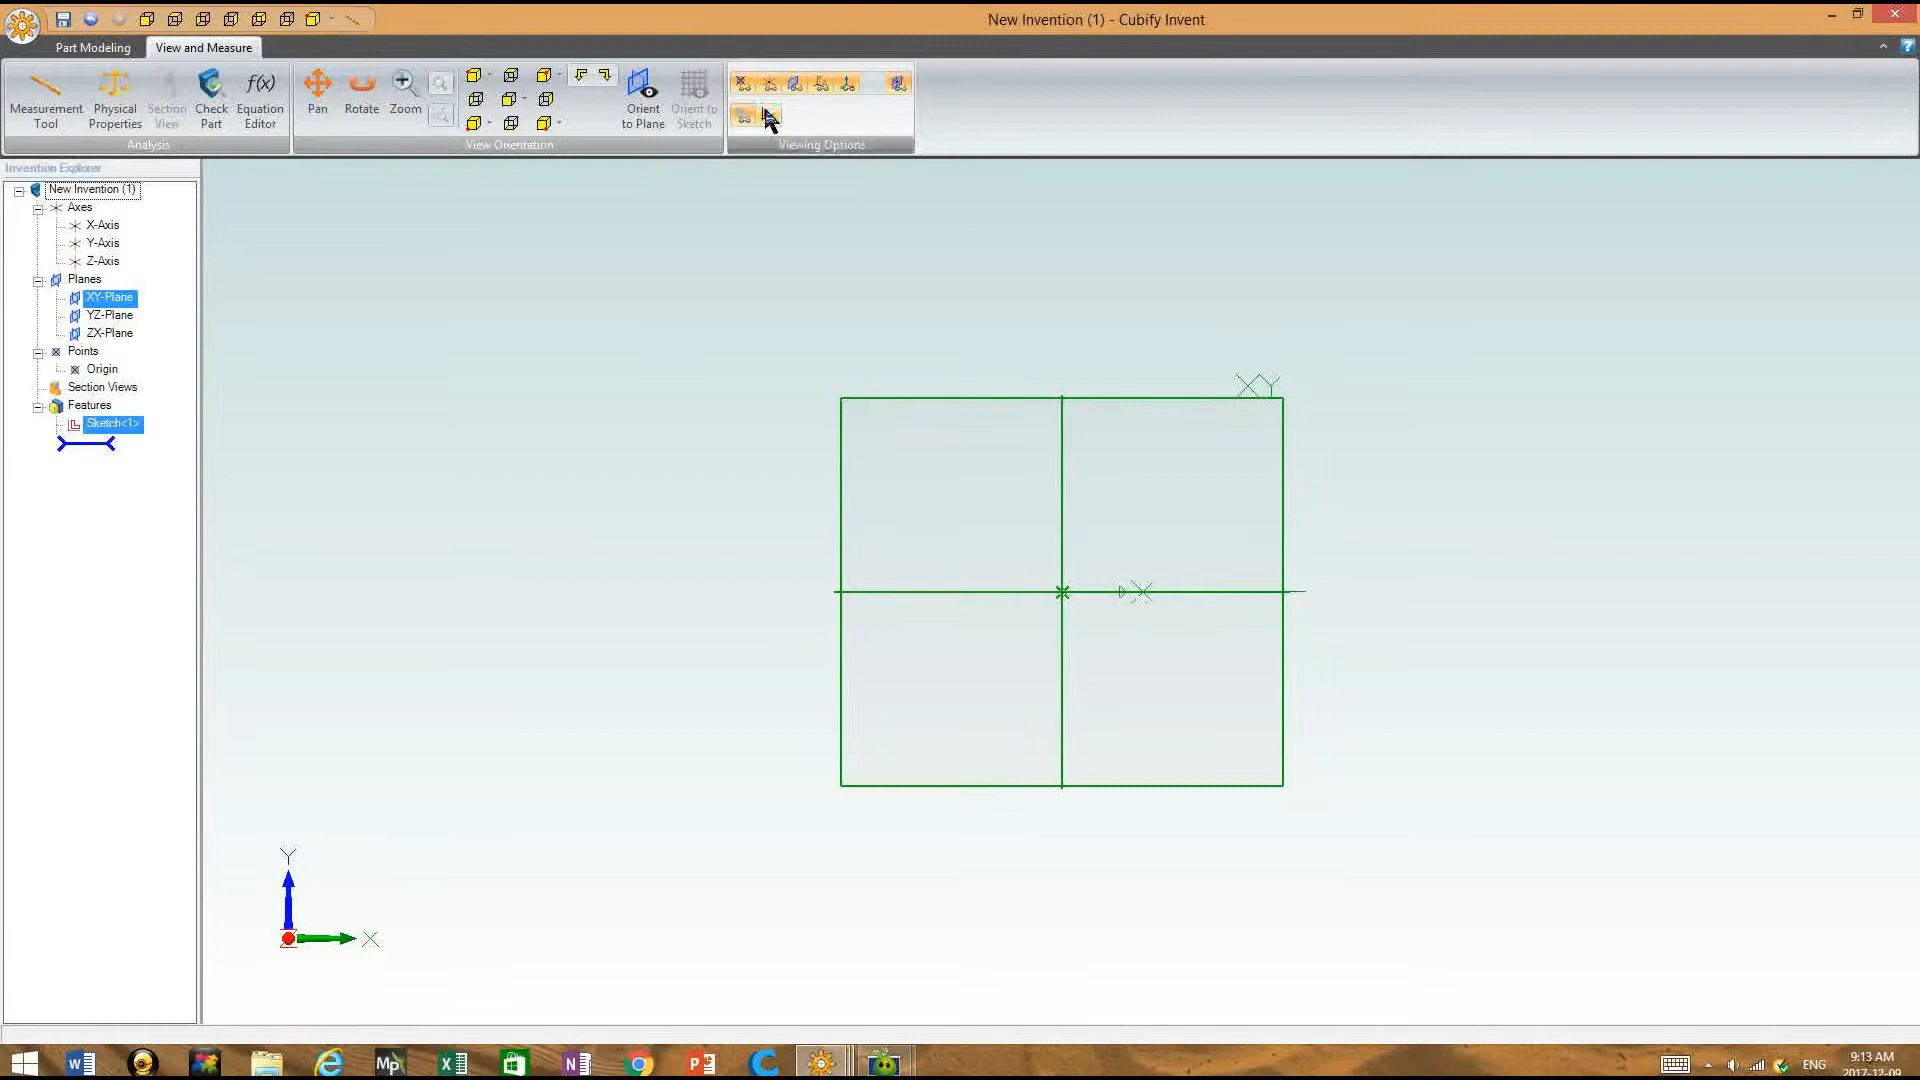 New Invention (1) - Cubify Invent
Part Modeling
View and Measure
Measurement Tool
Physical Properties
Section View
Check Part
f(x)
Equation Editor
Pan
Rotate
Zoom
Orient to Plane
Orient to Sketch
Analysis
View Orientation
Viewing Options
Invention Explorer
New Invention (1)
Axes
X-Axis
Y-Axis
Z-Axis
Planes
XY-Plane
YZ-Plane
ZX-Plane
Points
Origin
Section Views
Features
Sketch<1>
XY
X
Y
X
ENG
9:13 AM
2017-12-09